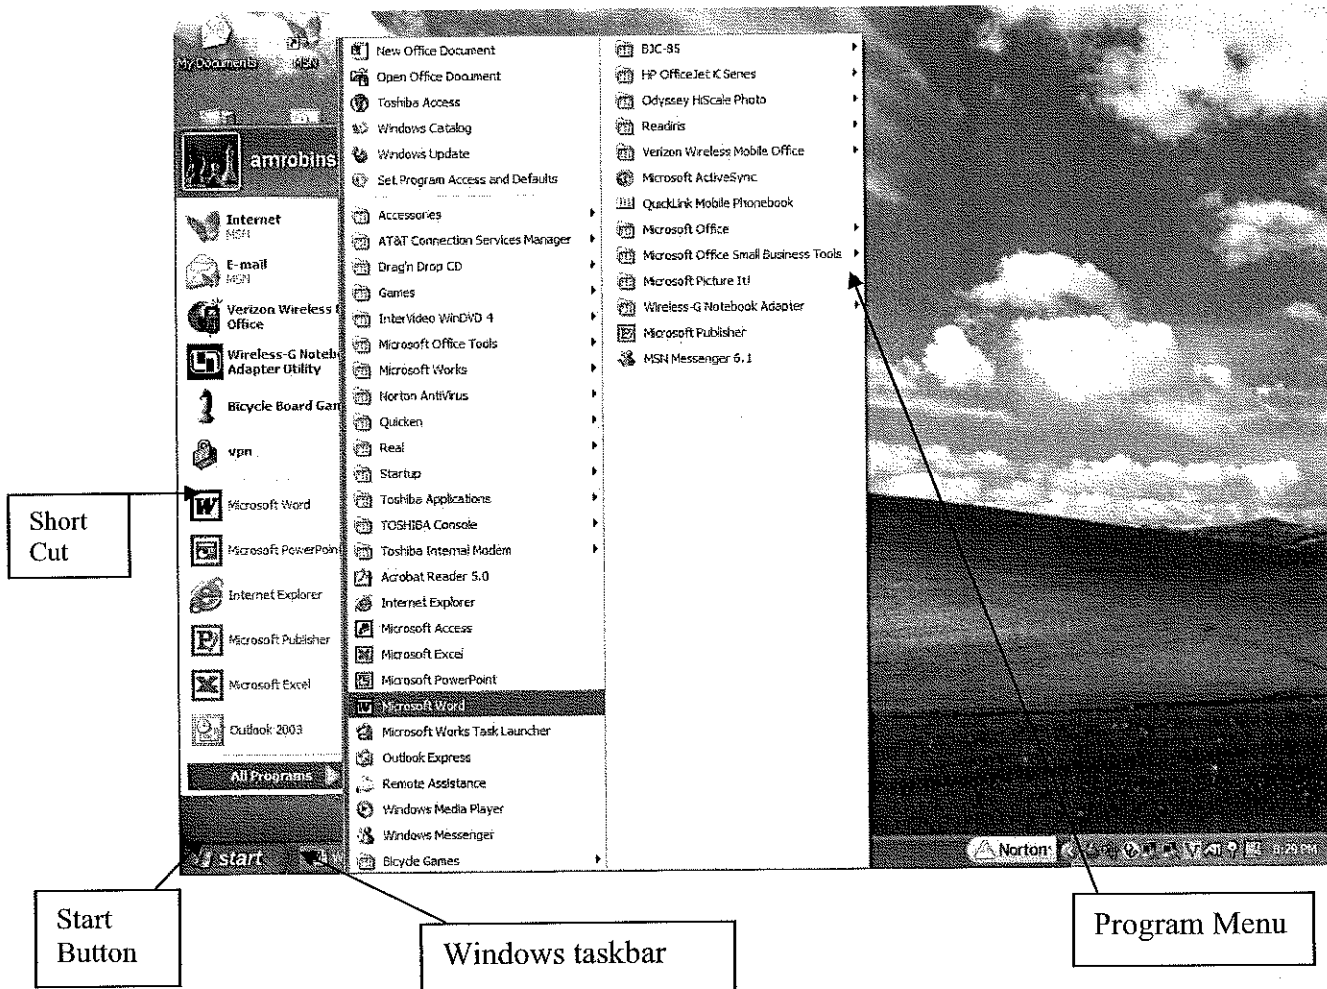 My Documents
MSN
amrobins
Internet
MSN
E-mail
MSN
Verizon Wireless
Office
Wireless-G Noteb
Adapter Utility
Bicycle Board Gam
vpn
Microsoft Word
Microsoft PowerPoin
Internet Explorer
Microsoft Publisher
Microsoft Excel
Outlook 2003
All Programs
New Office Document
Open Office Document
Toshiba Access
Windows Catalog
Windows Update
Set Program Access and Defaults
Accessories
AT&T Connection Services Manager
Drag'n Drop CD
Games
InterVideo WinDVD 4
Microsoft Office Tools
Microsoft Works
Norton AntiVirus
Quicken
Real
Startup
Toshiba Applications
TOSHIBA Console
Toshiba Internal Modem
Acrobat Reader 5.0
Internet Explorer
Microsoft Access
Microsoft Excel
Microsoft PowerPoint
Microsoft Word
Microsoft Works Task Launcher
Outlook Express
Remote Assistance
Windows Media Player
Windows Messenger
Bicycle Games
BJC-85
HP OfficeJet K Series
Odyssey HiScale Photo
Readiris
Verizon Wireless Mobile Office
Microsoft ActiveSync
QuickLink Mobile Phonebook
Microsoft Office
Microsoft Office Small Business Tools
Microsoft Picture It!
Wireless-G Notebook Adapter
Microsoft Publisher
MSN Messenger 6.1
start
Norton
8:29 PM
Short
Cut
Start
Button
Windows taskbar
Program Menu